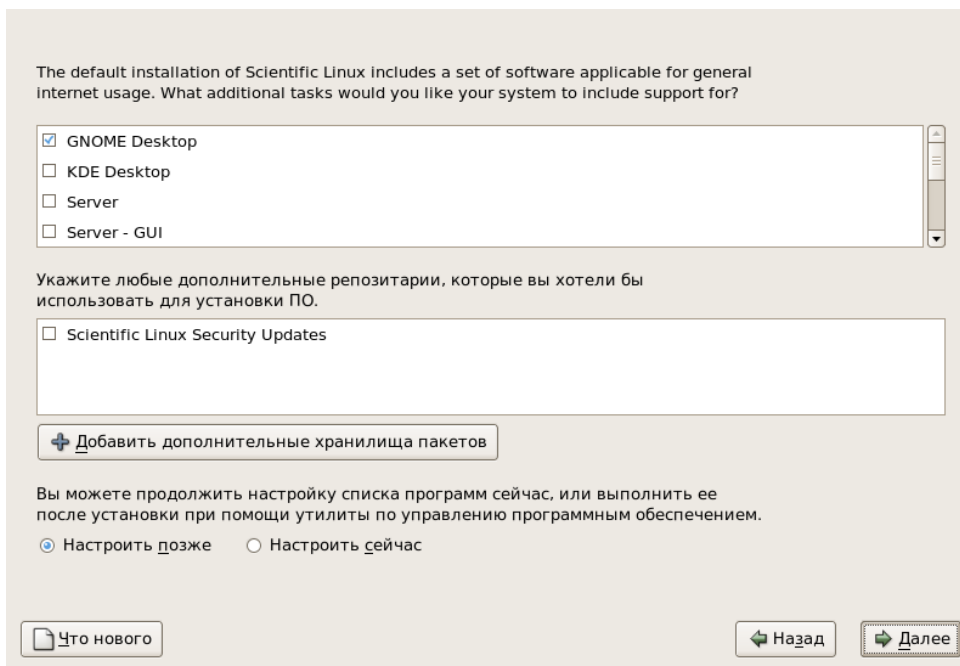 The default installation of Scientific Linux includes a set of software applicable for general
internet usage. What additional tasks would you like your system to include support for?
GNOME Desktop
KDE Desktop
Server
Server - GUI
Укажите любые дополнительные репозитарии, которые вы хотели бы
использовать для установки ПО.
Scientific Linux Security Updates
Добавить дополнительные хранилища пакетов
Вы можете продолжить настройку списка программ сейчас, или выполнить ее
после установки при помощи утилиты по управлению программным обеспечением.
Настроить позже Настроить сейчас
Что нового Назад Далее